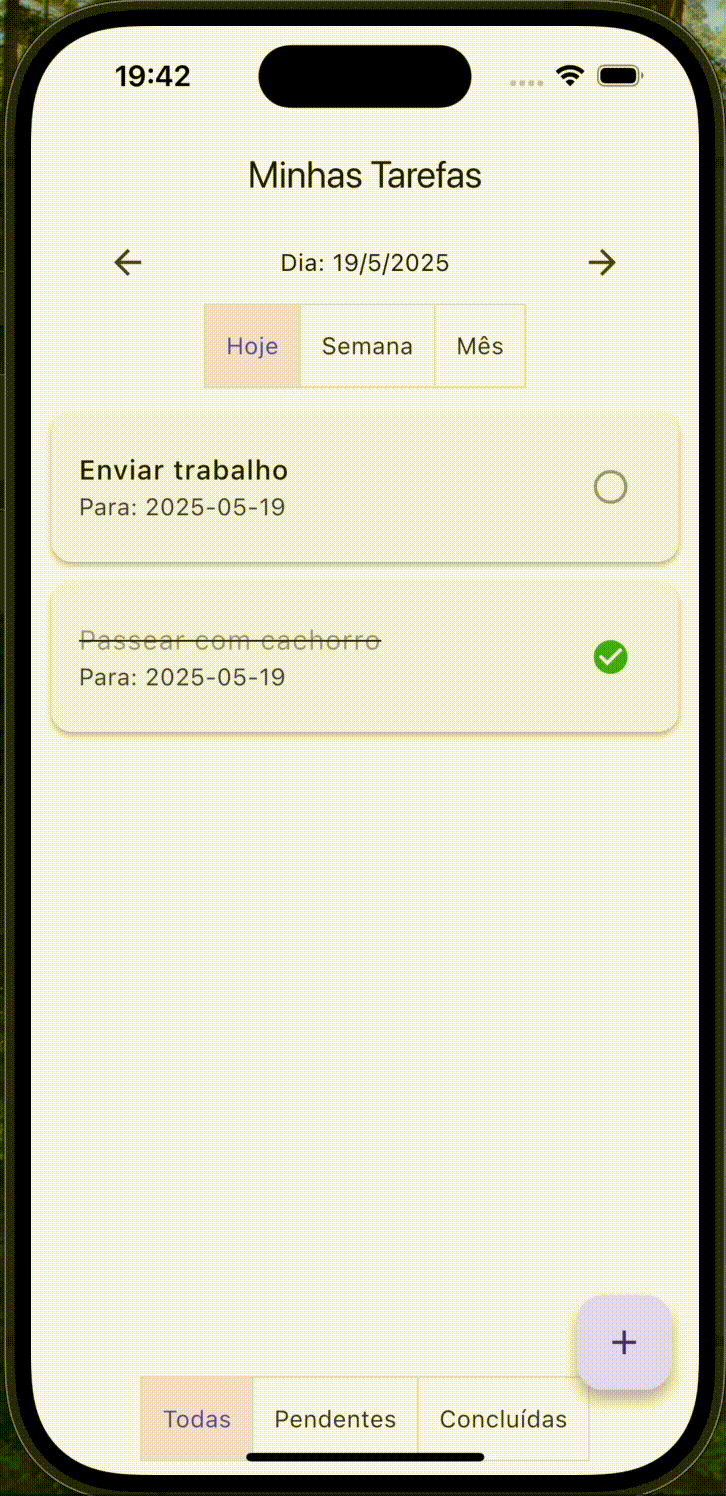 19:42
Minhas Tarefas
Dia: 19/5/2025
Hoje Semana Mês
Enviar trabalho
Para: 2025-05-19
Passear com cachorro
Para: 2025-05-19
+
Todas Pendentes Concluídas